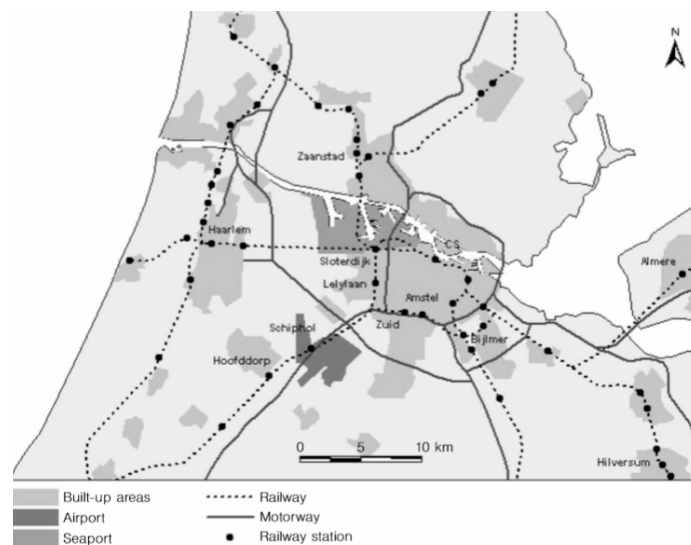 N
Zaanstad
Haarlem
CS
Sloterdijk
Almere
Lelylaan
Amstel
Schiphol
Zuid
Bijlmer
Hoofddorp
0 5 10 km
Hilversum
Built-up areas
Railway
Airport
Motorway
Seaport
Railway station